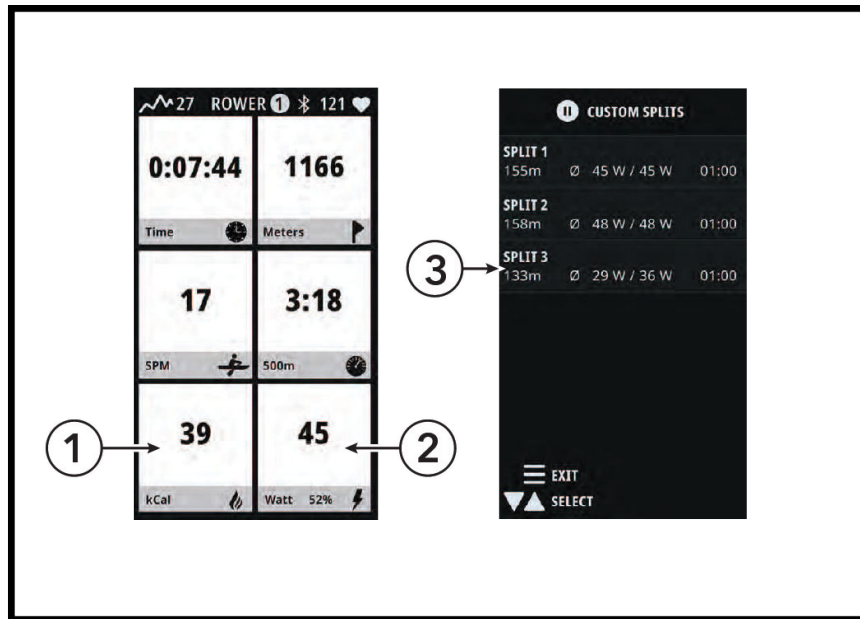 27 ROWER 1 121
0:07:44
Time
1166
Meters
17
SPM
3:18
500m
39
kCal
45
Watt 52%
1
2
CUSTOM SPLITS
SPLIT 1
155m Ø 45 W / 45 W 01:00
SPLIT 2
158m Ø 48 W / 48 W 01:00
SPLIT 3
133m Ø 29 W / 36 W 01:00
3
EXIT
SELECT